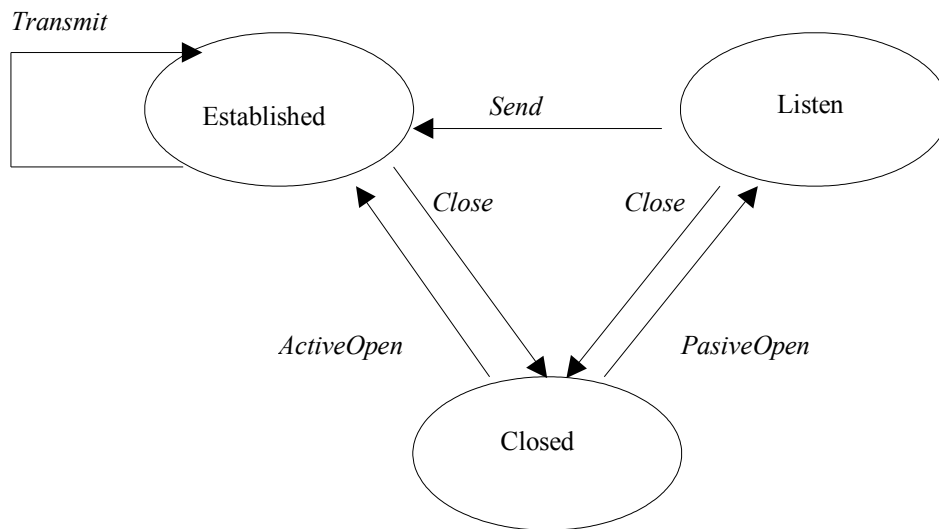 Transmit
Established
Listen
Send
Close
Close
ActiveOpen
PasiveOpen
Closed